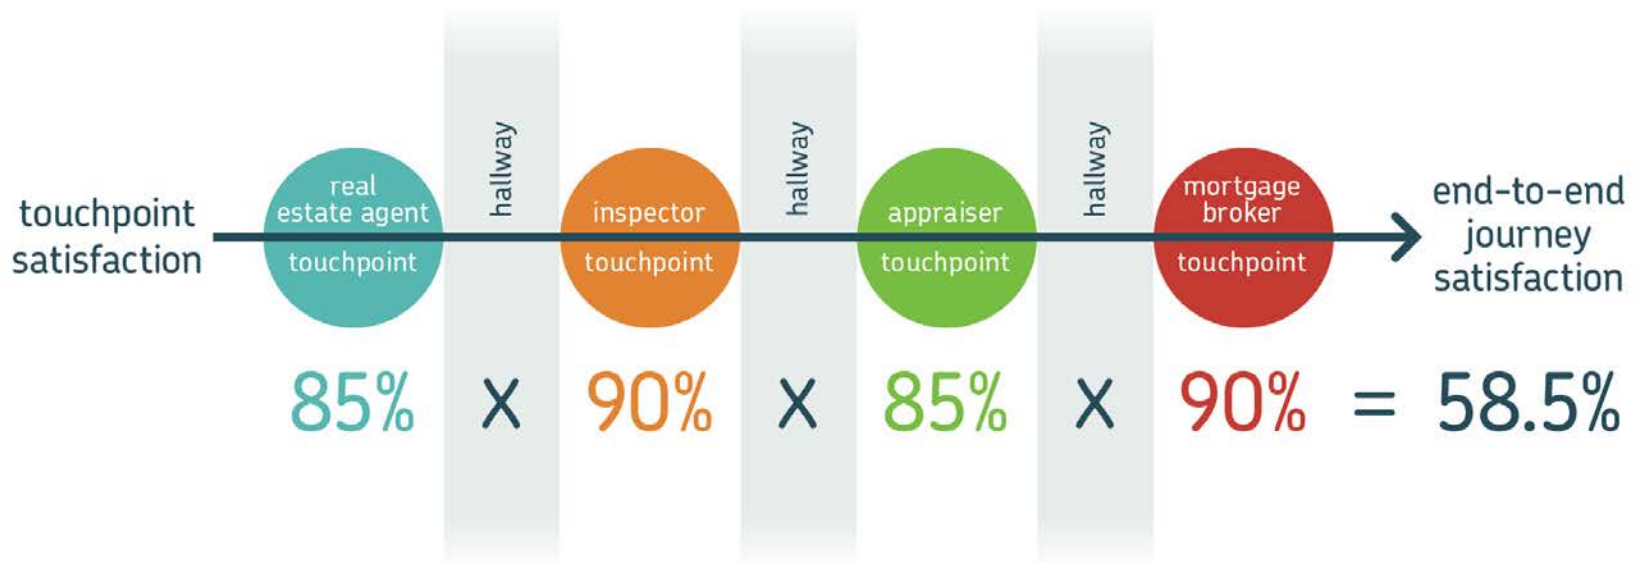 touchpoint
satisfaction
real
estate agent
touchpoint
hallway
inspector
touchpoint
hallway
appraiser
touchpoint
hallway
mortgage
broker
touchpoint
end-to-end
journey
satisfaction
85% X 90% X 85% X 90% = 58.5%